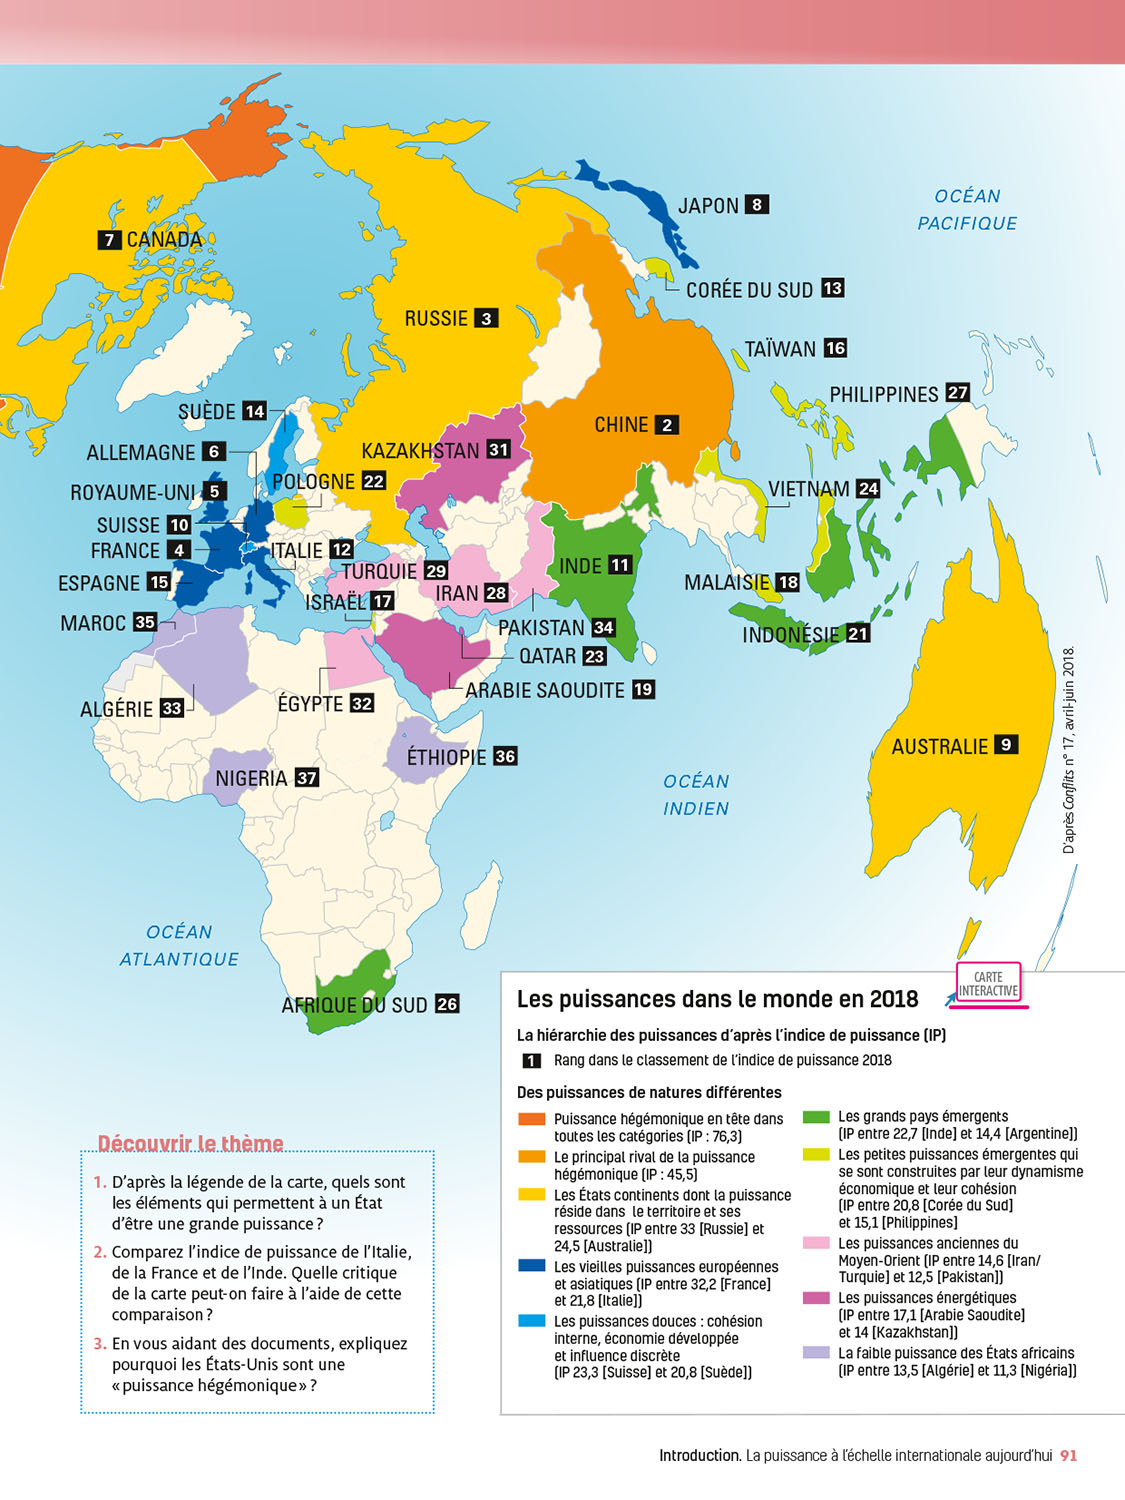 OCÉAN
PACIFIQUE
JAPON 8
7 CANADA
CORÉE DU SUD 13
RUSSIE 3
TAÏWAN 16
PHILIPPINES 27
SUÈDE 14
CHINE 2
ALLEMAGNE 6
KAZAKHSTAN 31
POLOGNE 22
ROYAUME-UNI 5
VIETNAM 24
SUISSE 10
FRANCE 4
ITALIE 12
INDE 11
TURQUIE 29
ESPAGNE 15
MALAISIE 18
IRAN 28
ISRAËL 17
MAROC 35
PAKISTAN 34
INDONÉSIE 21
QATAR 23
ARABIE SAOUDITE 19
ÉGYPTE 32
ALGÉRIE 33
AUSTRALIE 9
ÉTHIOPIE 36
NIGERIA 37
OCÉAN
INDIEN
D'après Conflits n° 17, avril-juin 2018.
OCÉAN
ATLANTIQUE
AFRIQUE DU SUD 26
CARTE
INTERACTIVE
Les puissances dans le monde en 2018
La hiérarchie des puissances d'après l'indice de puissance (IP)
1 Rang dans le classement de l'indice de puissance 2018
Des puissances de natures différentes
Puissance hégémonique en tête dans
toutes les catégories (IP : 76,3)
Le principal rival de la puissance
hégémonique (IP : 45,5)
Les États continents dont la puissance
réside dans le territoire et ses
ressources (IP entre 33 [Russie] et
24,5 [Australie])
Les vieilles puissances européennes
et asiatiques (IP entre 32,2 [France]
et 21,8 [Italie])
Les puissances douces : cohésion
interne, économie développée
et influence discrète
(IP 23,3 [Suisse] et 20,8 [Suède])
Les grands pays émergents
(IP entre 22,7 [Inde] et 14,4 [Argentine])
Les petites puissances émergentes qui
se sont construites par leur dynamisme
économique et leur cohésion
(IP entre 20,8 [Corée du Sud]
et 15,1 [Philippines]
Les puissances anciennes du
Moyen-Orient (IP entre 14,6 [Iran/
Turquie] et 12,5 [Pakistan])
Les puissances énergétiques
(IP entre 17,1 [Arabie Saoudite]
et 14 [Kazakhstan])
La faible puissance des États africains
(IP entre 13,5 [Algérie] et 11,3 [Nigéria])
Découvrir le thème
1. D'après la légende de la carte, quels sont
les éléments qui permettent à un État
d'être une grande puissance ?
2. Comparez l'indice de puissance de l'Italie,
de la France et de l'Inde. Quelle critique
de la carte peut-on faire à l'aide de cette
comparaison ?
3. En vous aidant des documents, expliquez
pourquoi les États-Unis sont une
« puissance hégémonique » ?
Introduction. La puissance à l'échelle internationale aujourd'hui 91